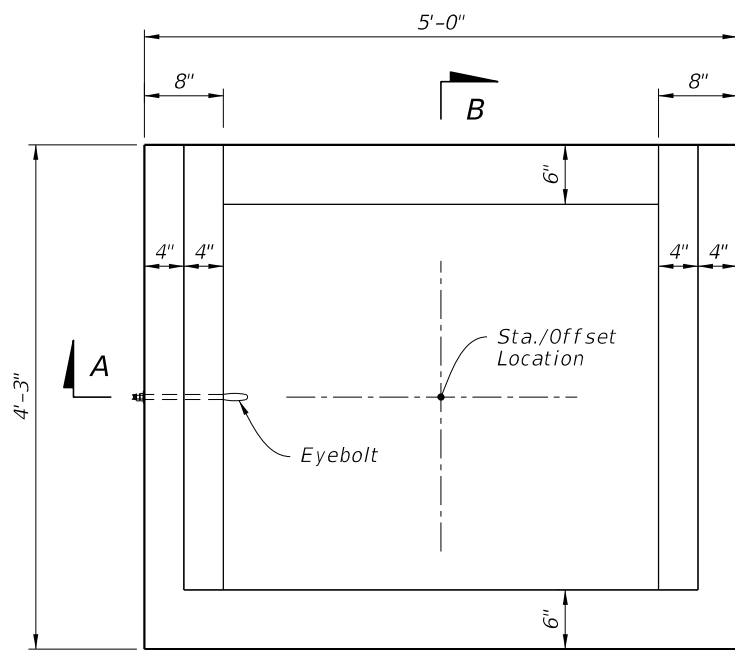 5'-0"
8"
B
8"
6"
4"
4"
4"
4"
Sta./Offset
Location
A
4'-3"
Eyebolt
6"